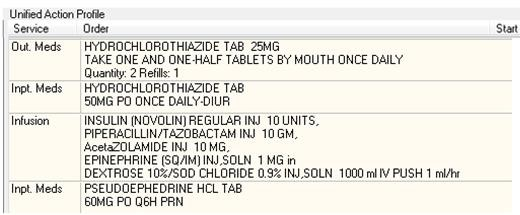 Unified Action Profile
Service Order Start
Out. Meds HYDROCHLOROTHIAZIDE TAB 25MG
TAKE ONE AND ONE-HALF TABLETS BY MOUTH ONCE DAILY
Quantity: 2 Refills: 1
Inpt. Meds HYDROCHLOROTHIAZIDE TAB
50MG PO ONCE DAILY-DIUR
Infusion INSULIN (NOVOLIN) REGULAR INJ 10 UNITS,
PIPERACILLIN/TAZOBACTAM INJ 10 GM,
AcetaZOLAMIDE INJ 10 MG,
EPINEPHRINE (SQ/IM) INJ,SOLN 1 MG in
DEXTROSE 10%/SOD CHLORIDE 0.9% INJ,SOLN 1000 ml IV PUSH 1 ml/hr
Inpt. Meds PSEUDOEPHEDRINE HCL TAB
60MG PO Q6H PRN